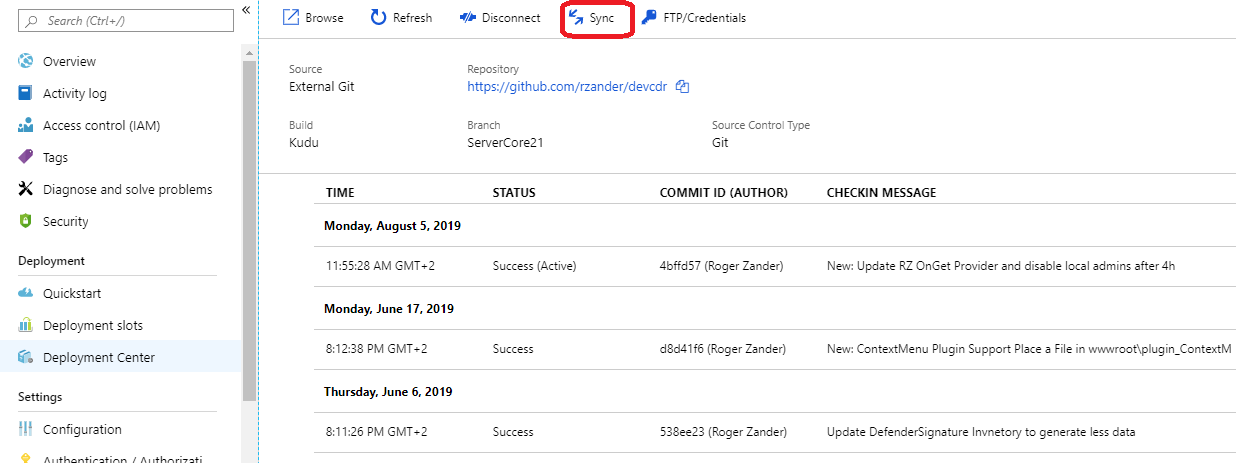 Search (Ctrl+/)
«
Overview
Activity log
Access control (IAM)
Tags
Diagnose and solve problems
Security
Deployment
Quickstart
Deployment slots
Deployment Center
Settings
Configuration
Authentication / Authorizati
Browse Refresh Disconnect Sync FTP/Credentials
Source Repository
External Git https://github.com/rzander/devcdr
Build Branch Source Control Type
Kudu ServerCore21 Git
TIME STATUS COMMIT ID (AUTHOR) CHECKIN MESSAGE
Monday, August 5, 2019
11:55:28 AM GMT+2 Success (Active) 4bffd57 (Roger Zander) New: Update RZ OnGet Provider and disable local admins after 4h
Monday, June 17, 2019
8:12:38 PM GMT+2 Success d8d41f6 (Roger Zander) New: ContextMenu Plugin Support Place a File in wwwroot\plugin_ContextM
Thursday, June 6, 2019
8:11:26 PM GMT+2 Success 538ee23 (Roger Zander) Update DefenderSignature Invnetory to generate less data